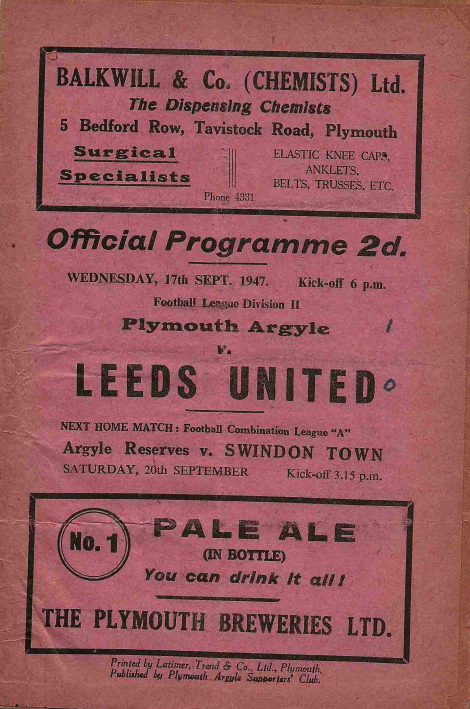 BALKWILL & Co. (CHEMISTS) Ltd.
The Dispensing Chemists
5 Bedford Row, Tavistock Road, Plymouth
Surgical
Specialists
ELASTIC KNEE CAPS,
ANKLETS,
BELTS, TRUSSES, ETC.
Phone 4331
Official Programme 2d.
WEDNESDAY, 17th SEPT. 1947. Kick-off 6 p.m.
Football League Division II
Plymouth Argyle 1
v.
LEEDS UNITED 0
NEXT HOME MATCH : Football Combination League "A"
Argyle Reserves v. SWINDON TOWN
SATURDAY, 20th SEPTEMBER Kick-off 3.15 p.m.
No. 1
PALE ALE
(IN BOTTLE)
You can drink it all!
THE PLYMOUTH BREWERIES LTD.
Printed by Latimer, Trend & Co., Ltd., Plymouth.
Published by Plymouth Argyle Supporters' Club.